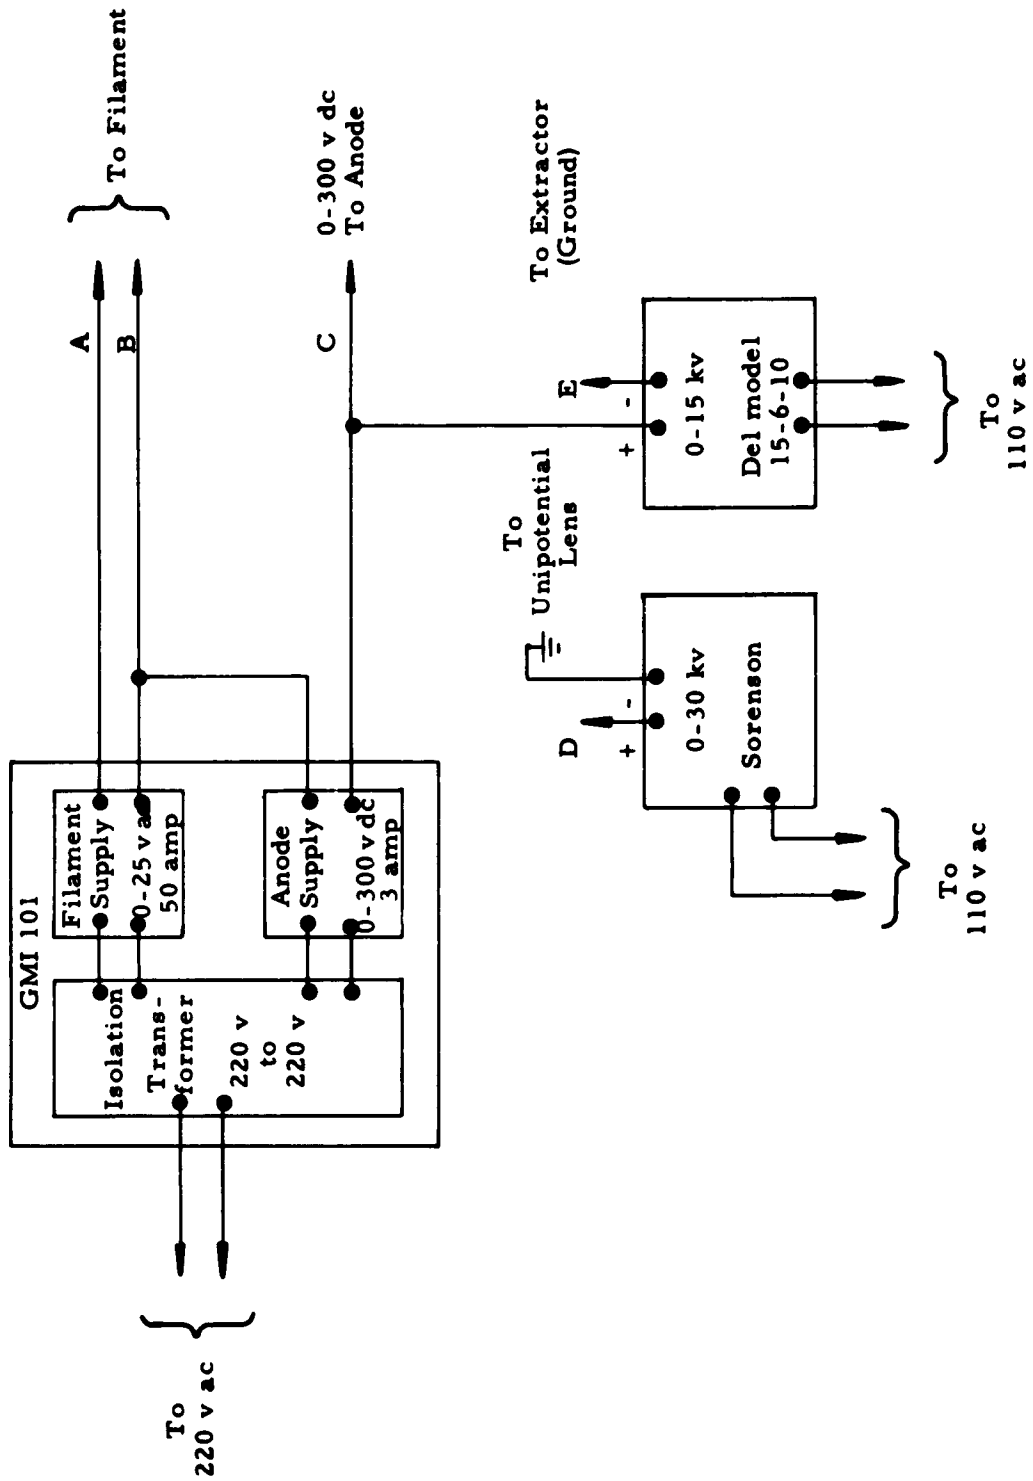 To
220 v ac
GMI 101
Isolation
Trans-
former
220 v
to
220 v
Filament
Supply
0-25 v ac
50 amp
Anode
Supply
0-300 v dc
3 amp
A
B
To Filament
C
0-300 v dc
To Anode
To
110 v ac
Sorenson
0-30 kv
+
-
D
To
Unipotential
Lens
To
110 v ac
Del model
15-6-10
0-15 kv
+
-
E
To Extractor
(Ground)